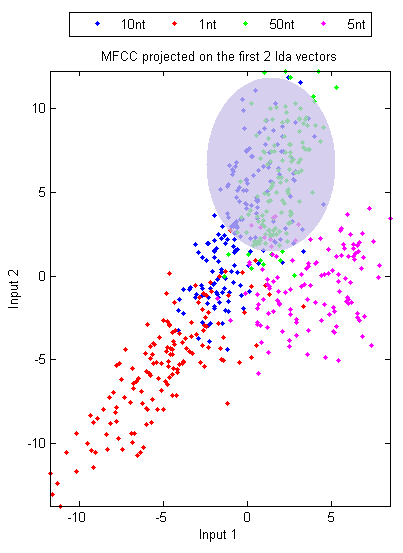 10nt 1nt 50nt 5nt
MFCC projected on the first 2 lda vectors
10
5
0
-5
-10
Input 2
-10 -5 0 5
Input 1